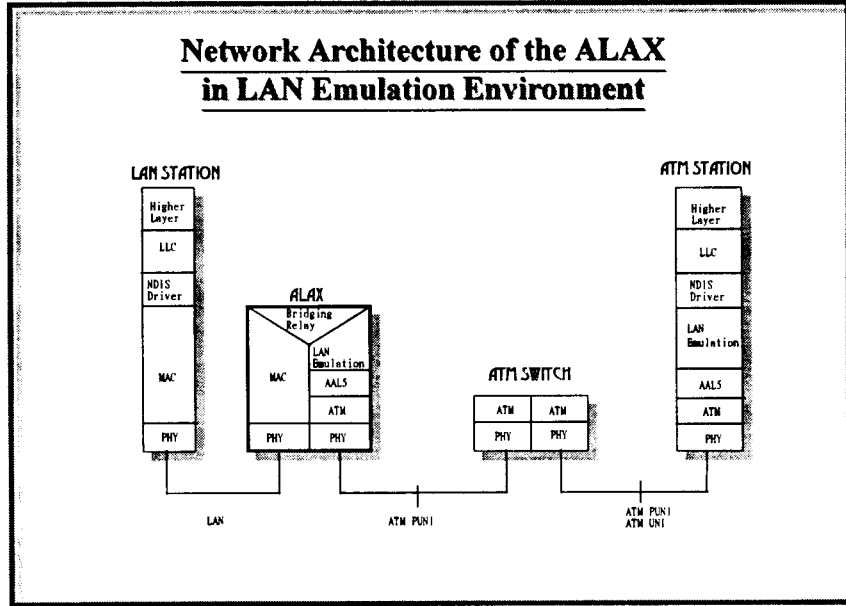 Network Architecture of the ALAX
in LAN Emulation Environment
LAN STATION
Higher
Layer
LLC
NDIS
Driver
MAC
PHY
ALAX
Bridging
Relay
MAC
LAN
Emulation
AAL5
ATM
PHY
PHY
ATM SWITCH
ATM
ATM
PHY
PHY
ATM STATION
Higher
Layer
LLC
NDIS
Driver
LAN
Emulation
AAL5
ATM
PHY
LAN
ATM PUNI
ATM PUNI
ATM UNI